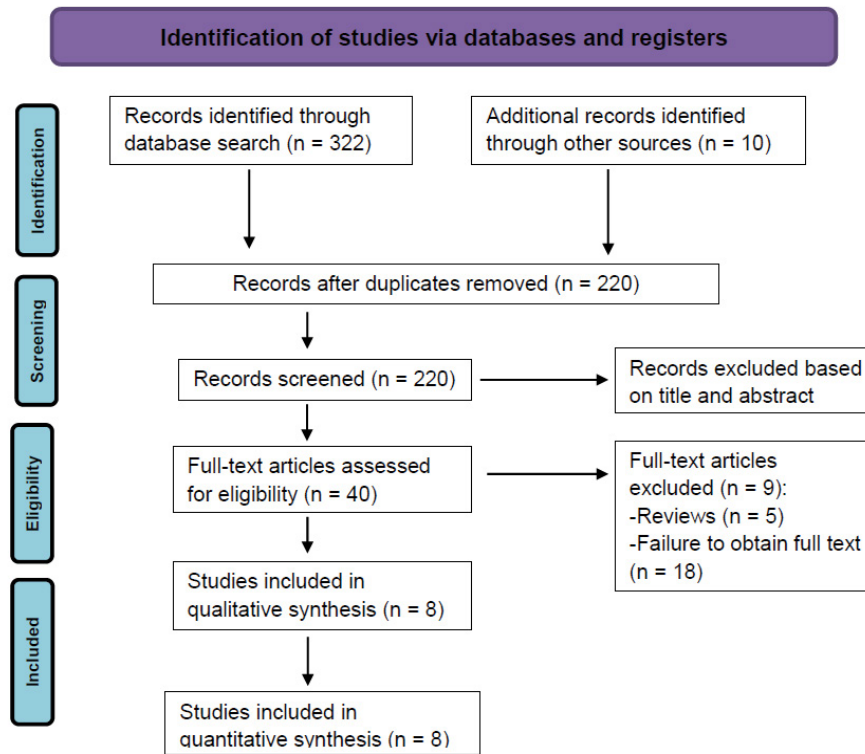 Identification of studies via databases and registers
Identification
Records identified through
database search (n = 322)
Additional records identified
through other sources (n = 10)
Records after duplicates removed (n = 220)
Screening
Records screened (n = 220)
Records excluded based
on title and abstract
Eligibility
Full-text articles assessed
for eligibility (n = 40)
Full-text articles
excluded (n = 9):
-Reviews (n = 5)
-Failure to obtain full text
(n = 18)
Included
Studies included in
qualitative synthesis (n = 8)
Studies included in
quantitative synthesis (n = 8)